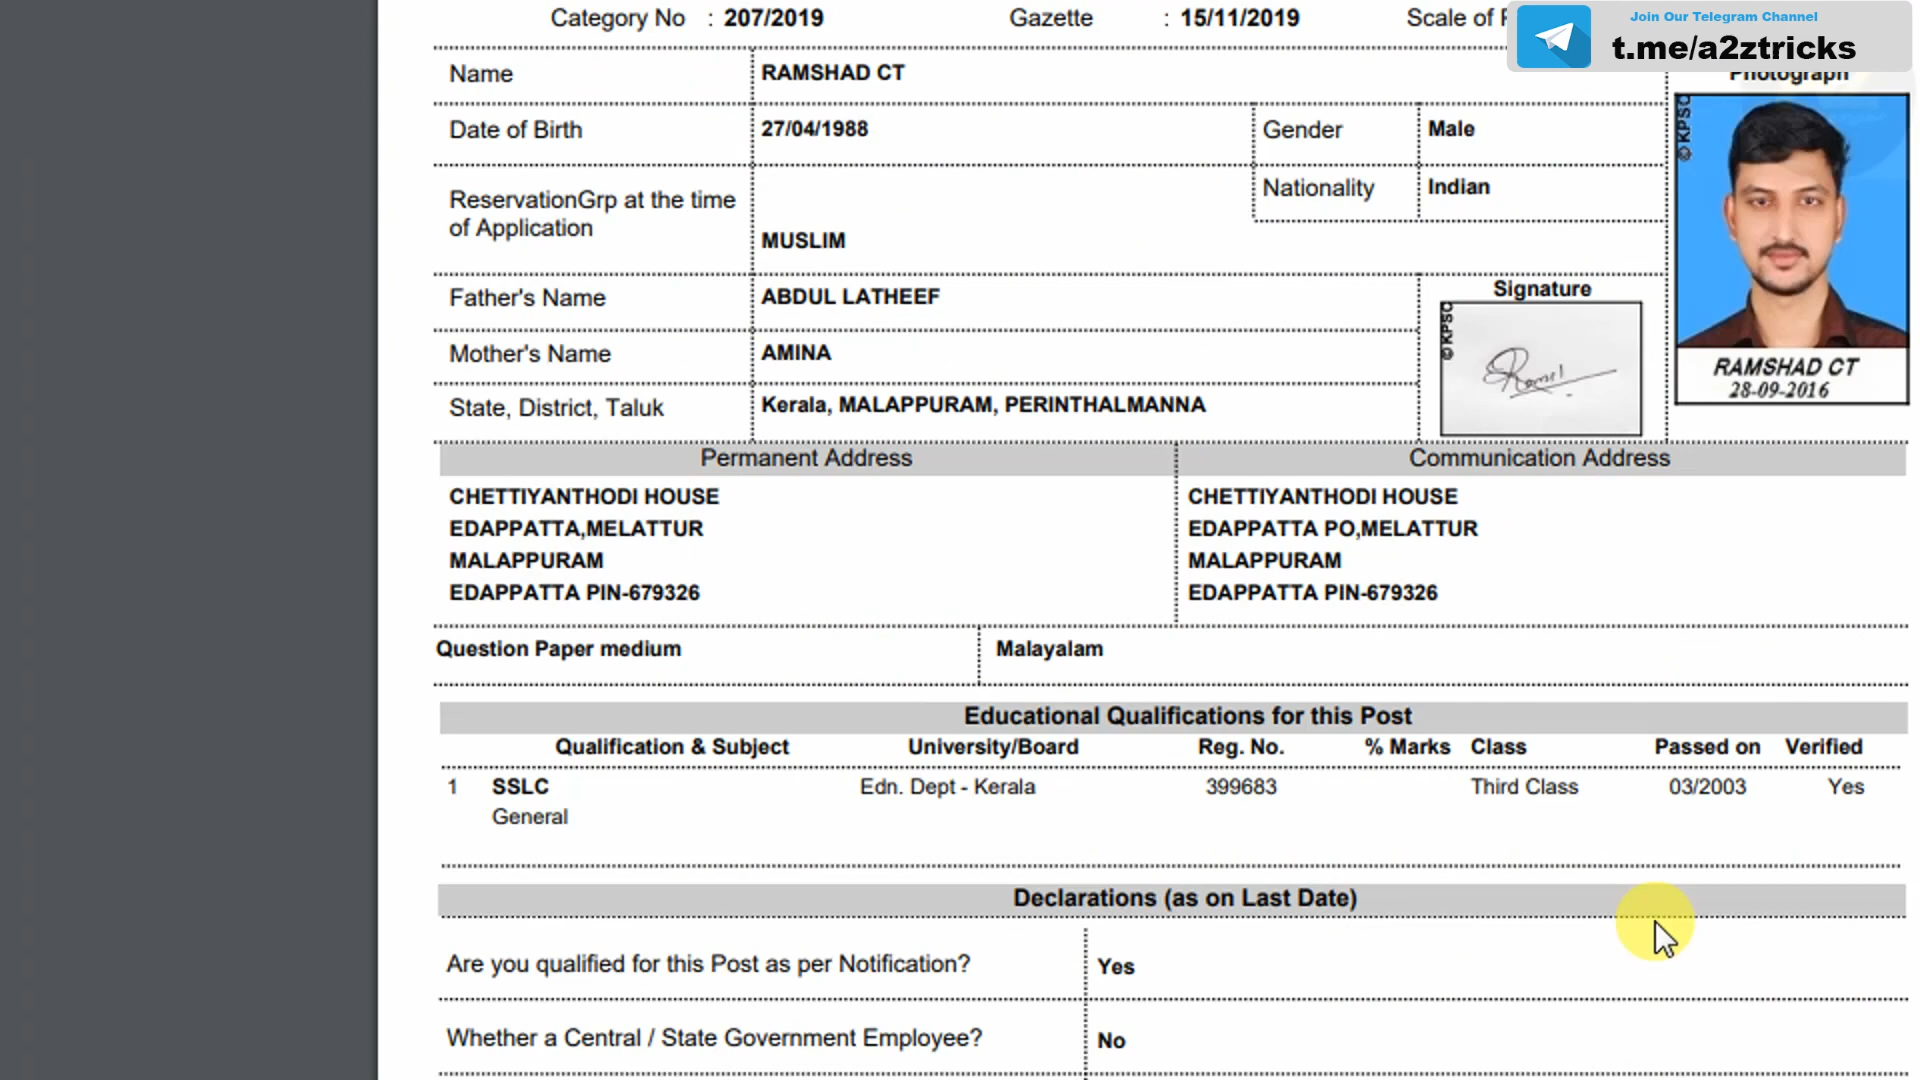 Category No : 207/2019 Gazette : 15/11/2019 Scale of
Join Our Telegram Channel
t.me/a2ztricks
Name RAMSHAD CT Photograph
Date of Birth 27/04/1988 Gender Male
© KPSC
ReservationGrp at the time of Application MUSLIM Nationality Indian
Father's Name ABDUL LATHEEF Signature
© KPSC
Mother's Name AMINA
RAMSHAD CT
28-09-2016
State, District, Taluk Kerala, MALAPPURAM, PERINTHALMANNA
Permanent Address Communication Address
CHETTIYANTHODI HOUSE CHETTIYANTHODI HOUSE
EDAPPATTA,MELATTUR EDAPPATTA PO,MELATTUR
MALAPPURAM MALAPPURAM
EDAPPATTA PIN-679326 EDAPPATTA PIN-679326
Question Paper medium Malayalam
Educational Qualifications for this Post
Qualification & Subject University/Board Reg. No. % Marks Class Passed on Verified
1 SSLC Edn. Dept - Kerala 399683 Third Class 03/2003 Yes
General
Declarations (as on Last Date)
Are you qualified for this Post as per Notification? Yes
Whether a Central / State Government Employee? No